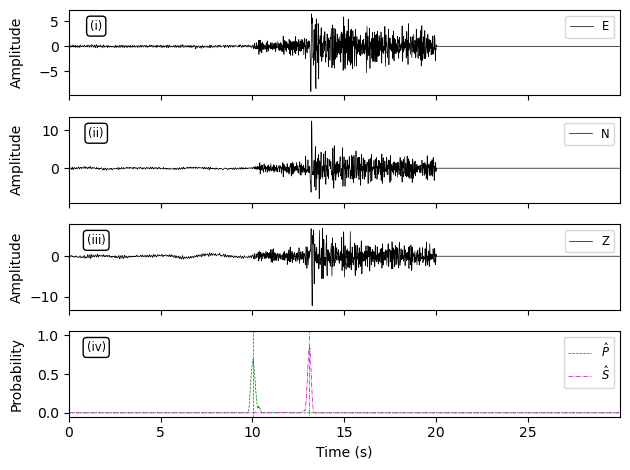 (i)
E
Amplitude
5
0
−5
(ii)
N
Amplitude
10
0
(iii)
Z
Amplitude
0
−10
(iv)
P̂
Ŝ
Probability
1.0
0.5
0.0
0 5 10 15 20 25
Time (s)